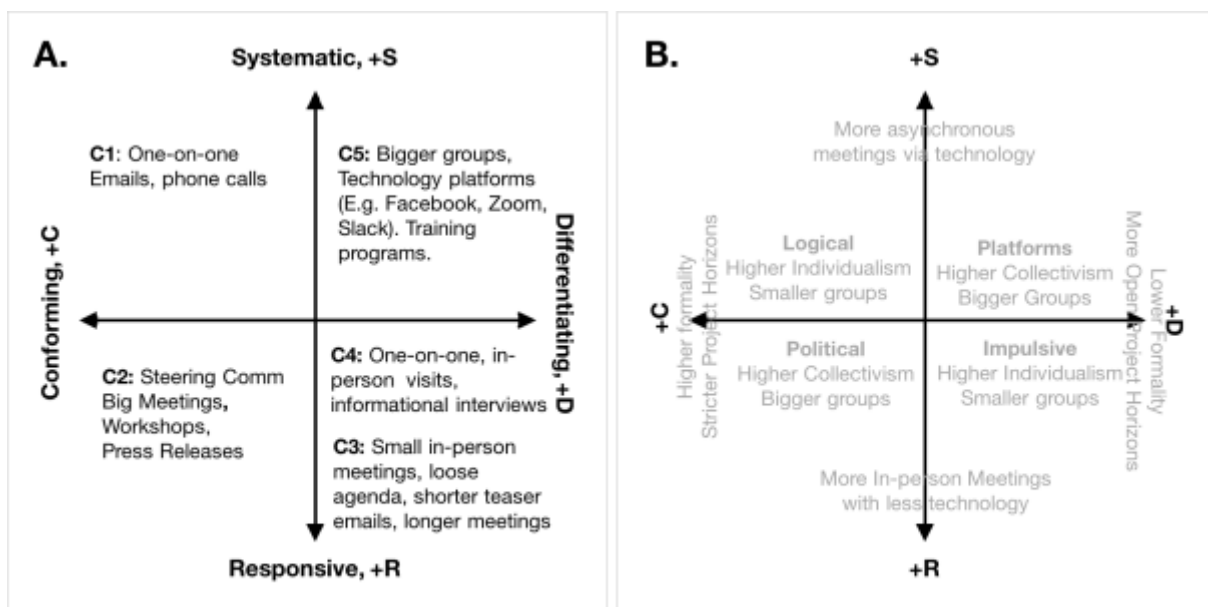 A.
Systematic, +S
C1: One-on-one
Emails, phone calls
C5: Bigger groups,
Technology platforms
(E.g. Facebook, Zoom,
Slack). Training
programs.
Conforming, +C
Differentiating, +D
C2: Steering Comm
Big Meetings,
Workshops,
Press Releases
C4: One-on-one, in-
person visits,
informational interviews
C3: Small in-person
meetings, loose
agenda, shorter teaser
emails, longer meetings
Responsive, +R
B.
+S
More asynchronous
meetings via technology
+C
Higher formality
Stricter Project Horizons
Logical
Higher Individualism
Smaller groups
Platforms
Higher Collectivism
Bigger Groups
Political
Higher Collectivism
Bigger groups
Impulsive
Higher Individualism
Smaller groups
+D
Lower Formality
More Open Project Horizons
More In-person Meetings
with less technology
+R